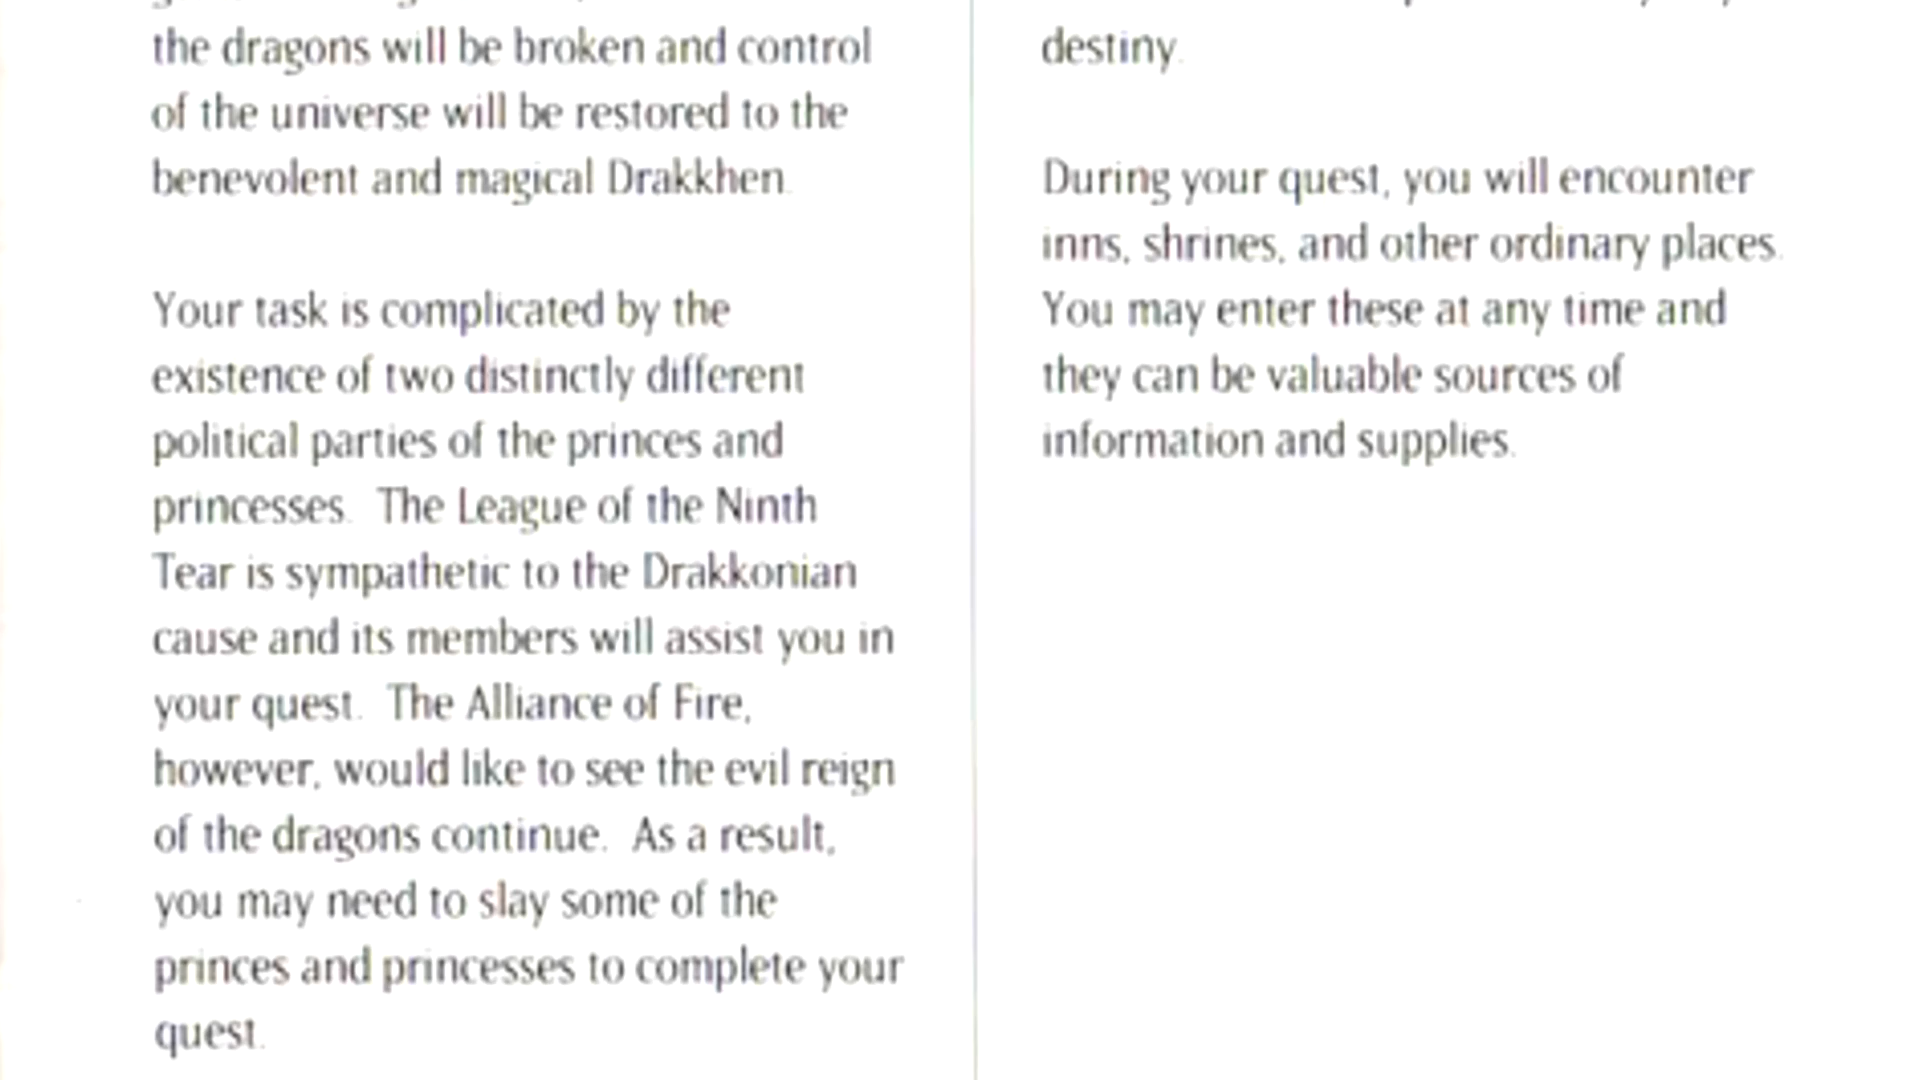 the dragons will be broken and control
of the universe will be restored to the
benevolent and magical Drakkhen.

Your task is complicated by the
existence of two distinctly different
political parties of the princes and
princesses. The League of the Ninth
Tear is sympathetic to the Drakkonian
cause and its members will assist you in
your quest. The Alliance of Fire,
however, would like to see the evil reign
of the dragons continue. As a result,
you may need to slay some of the
princes and princesses to complete your
quest.

destiny.

During your quest, you will encounter
inns, shrines, and other ordinary places.
You may enter these at any time and
they can be valuable sources of
information and supplies.